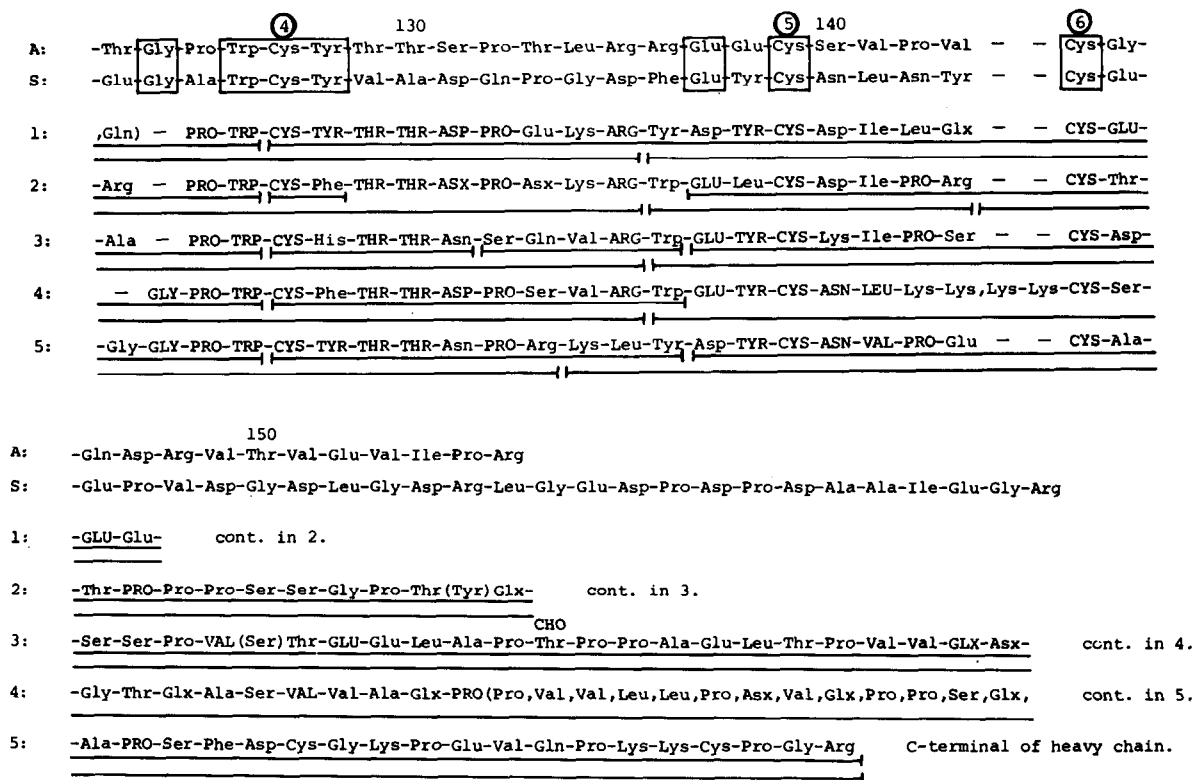 ④ 130 ⑤ 140 ⑥
A: -Thr-Gly-Pro-Trp-Cys-Tyr-Thr-Thr-Ser-Pro-Thr-Leu-Arg-Arg-Glu-Glu-Cys-Ser-Val-Pro-Val — — Cys-Gly-
S: -Glu-Gly-Ala-Trp-Cys-Tyr-Val-Ala-Asp-Gln-Pro-Gly-Asp-Phe-Glu-Tyr-Cys-Asn-Leu-Asn-Tyr — — Cys-Glu-
1: ,Gln) — PRO-TRP-CYS-TYR-THR-THR-ASP-PRO-Glu-Lys-ARG-Tyr-Asp-TYR-CYS-Asp-Ile-Leu-Glx — — CYS-GLU-
2: -Arg — PRO-TRP-CYS-Phe-THR-THR-ASX-PRO-Asx-Lys-ARG-Trp-GLU-Leu-CYS-Asp-Ile-PRO-Arg — — CYS-Thr-
3: -Ala — PRO-TRP-CYS-His-THR-THR-Asn-Ser-Gln-Val-ARG-Trp-GLU-TYR-CYS-Lys-Ile-PRO-Ser — — CYS-Asp-
4: — GLY-PRO-TRP-CYS-Phe-THR-THR-ASP-PRO-Ser-Val-ARG-Trp-GLU-TYR-CYS-ASN-LEU-Lys-Lys,Lys-Lys-CYS-Ser-
5: -Gly-GLY-PRO-TRP-CYS-TYR-THR-THR-Asn-PRO-Arg-Lys-Leu-Tyr-Asp-TYR-CYS-ASN-VAL-PRO-Glu — — CYS-Ala-
150
A: -Gln-Asp-Arg-Val-Thr-Val-Glu-Val-Ile-Pro-Arg
S: -Glu-Pro-Val-Asp-Gly-Asp-Leu-Gly-Asp-Arg-Leu-Gly-Glu-Asp-Pro-Asp-Pro-Asp-Ala-Ala-Ile-Glu-Gly-Arg
1: -GLU-Glu- cont. in 2.
2: -Thr-PRO-Pro-Pro-Ser-Ser-Gly-Pro-Thr(Tyr)Glx- cont. in 3.
CHO
3: -Ser-Ser-Pro-VAL(Ser)Thr-GLU-Glu-Leu-Ala-Pro-Thr-Pro-Pro-Ala-Glu-Leu-Thr-Pro-Val-Val-GLX-Asx- cont. in 4.
4: -Gly-Thr-Glx-Ala-Ser-VAL-Val-Ala-Glx-PRO(Pro,Val,Val,Leu,Leu,Pro,Asx,Val,Glx,Pro,Pro,Ser,Glx, cont. in 5.
5: -Ala-PRO-Ser-Phe-Asp-Cys-Gly-Lys-Pro-Glu-Val-Gln-Pro-Lys-Lys-Cys-Pro-Gly-Arg C-terminal of heavy chain.